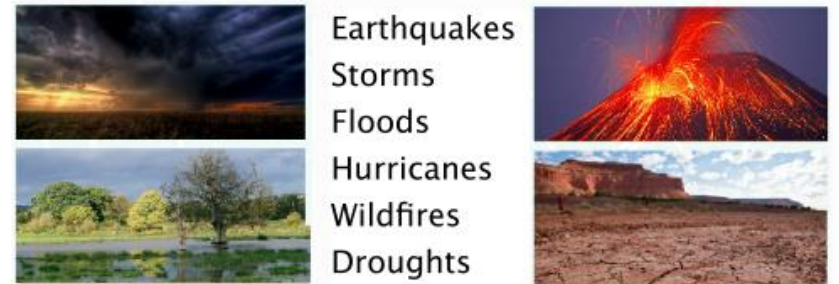 Earthquakes
Storms
Floods
Hurricanes
Wildfires
Droughts